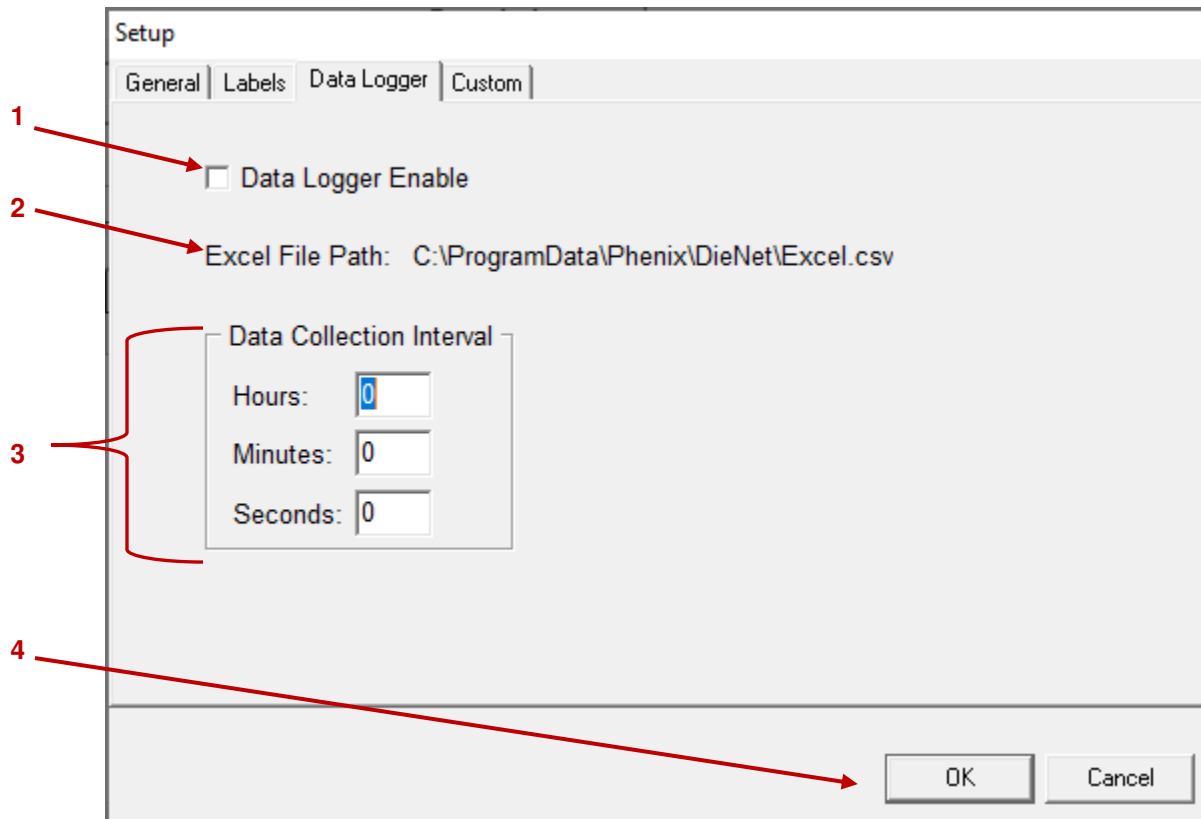 Setup
General Labels Data Logger Custom
1
Data Logger Enable
2
Excel File Path: C:\ProgramData\Phenix\DieNet\Excel.csv
Data Collection Interval
Hours: 0
3
Minutes: 0
Seconds: 0
4
OK Cancel